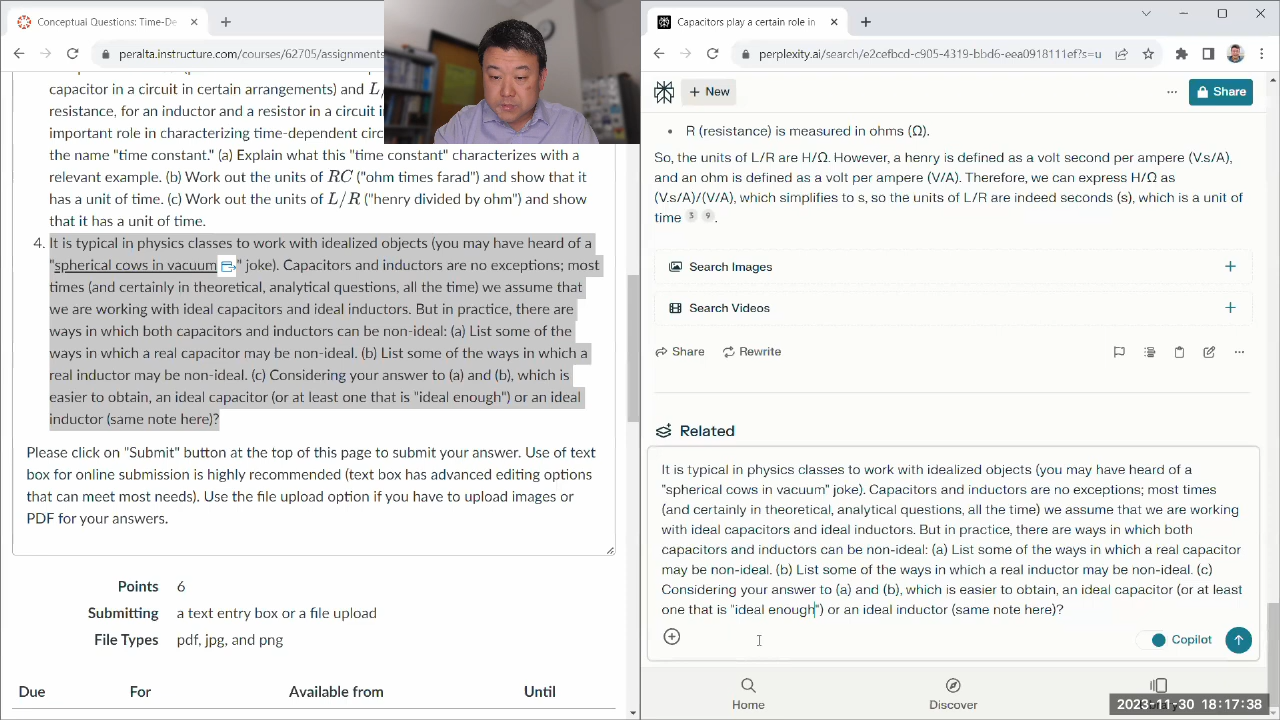 Conceptual Questions: Time-De
peralta.instructure.com/courses/62705/assignments
resistance, for an inductor and a resistor in a circuit i
important role in characterizing time-dependent circ
the name "time constant." (a) Explain what this "time constant" characterizes with a
relevant example. (b) Work out the units of RC ("ohm times farad") and show that it
has a unit of time. (c) Work out the units of L/R ("henry divided by ohm") and show
that it has a unit of time.
4. It is typical in physics classes to work with idealized objects (you may have heard of a
"spherical cows in vacuum" joke). Capacitors and inductors are no exceptions; most
times (and certainly in theoretical, analytical questions, all the time) we assume that
we are working with ideal capacitors and ideal inductors. But in practice, there are
ways in which both capacitors and inductors can be non-ideal: (a) List some of the
ways in which a real capacitor may be non-ideal. (b) List some of the ways in which a
real inductor may be non-ideal. (c) Considering your answer to (a) and (b), which is
easier to obtain, an ideal capacitor (or at least one that is "ideal enough") or an ideal
inductor (same note here)?
Please click on "Submit" button at the top of this page to submit your answer. Use of text
box for online submission is highly recommended (text box has advanced editing options
that can meet most needs). Use the file upload option if you have to upload images or
PDF for your answers.
Points 6
Submitting a text entry box or a file upload
File Types pdf, jpg, and png
Due For Available from Until
Capacitors play a certain role in
New
Share
• R (resistance) is measured in ohms (Ω).
So, the units of L/R are H/Ω. However, a henry is defined as a volt second per ampere (V.s/A),
and an ohm is defined as a volt per ampere (V/A). Therefore, we can express H/Ω as
(V.s/A)/(V/A), which simplifies to s, so the units of L/R are indeed seconds (s), which is a unit of
time 3 9 .
Search Images
Search Videos
Share Rewrite
Related
It is typical in physics classes to work with idealized objects (you may have heard of a
"spherical cows in vacuum" joke). Capacitors and inductors are no exceptions; most times
(and certainly in theoretical, analytical questions, all the time) we assume that we are working
with ideal capacitors and ideal inductors. But in practice, there are ways in which both
capacitors and inductors can be non-ideal: (a) List some of the ways in which a real capacitor
may be non-ideal. (b) List some of the ways in which a real inductor may be non-ideal. (c)
Considering your answer to (a) and (b), which is easier to obtain, an ideal capacitor (or at least
one that is "ideal enough") or an ideal inductor (same note here)?
Copilot
Home Discover
2023-11-30 18:17:38